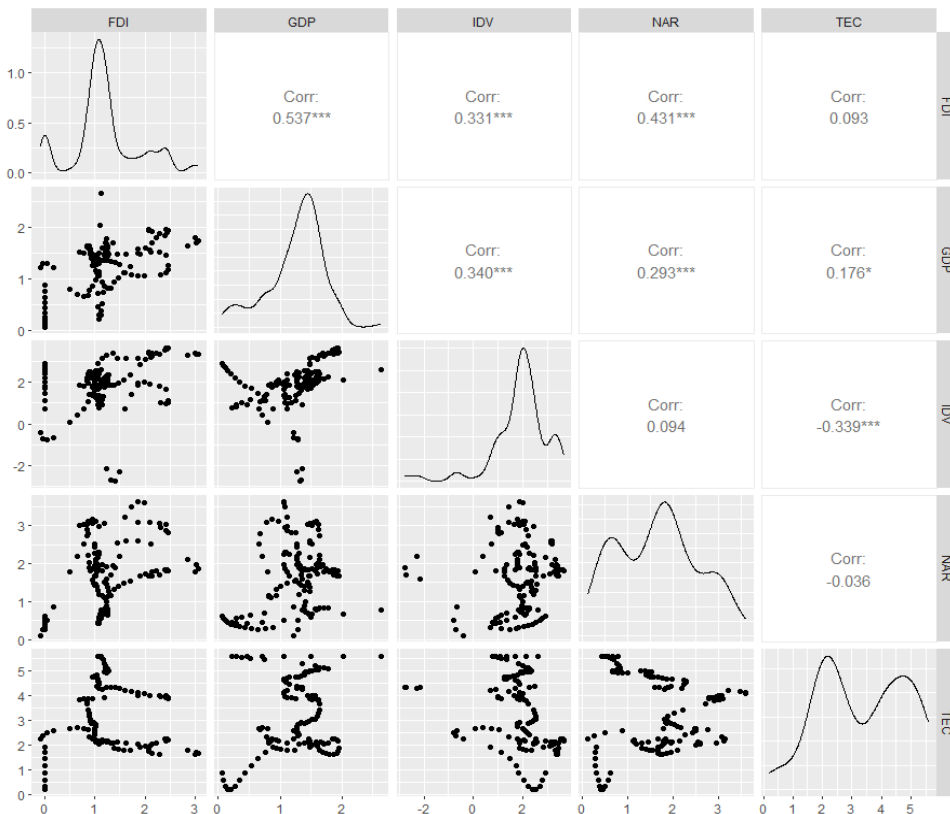 FDI GDP IDV NAR TEC
1.0
0.5
0.0
Corr:
0.537***
Corr:
0.331***
Corr:
0.431***
Corr:
0.093
FDI
2
1
0
Corr:
0.340***
Corr:
0.293***
Corr:
0.176*
GDP
2
0
-2
Corr:
0.094
Corr:
-0.339***
IDV
3
2
1
0
Corr:
-0.036
NAR
5
4
3
2
1
0
TEC
0 1 2 3 0 1 2 -2 0 2 0 1 2 3 0 1 2 3 4 5